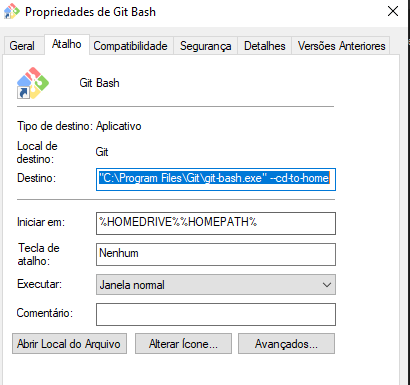 Propriedades de Git Bash
Geral Atalho Compatibilidade Segurança Detalhes Versões Anteriores
Git Bash
Tipo de destino: Aplicativo
Local de destino: Git
Destino: "C:\Program Files\Git\git-bash.exe" --cd-to-home
Iniciar em: %HOMEDRIVE%%HOMEPATH%
Tecla de atalho: Nenhum
Executar: Janela normal
Comentário:
Abrir Local do Arquivo Alterar Ícone... Avançados...